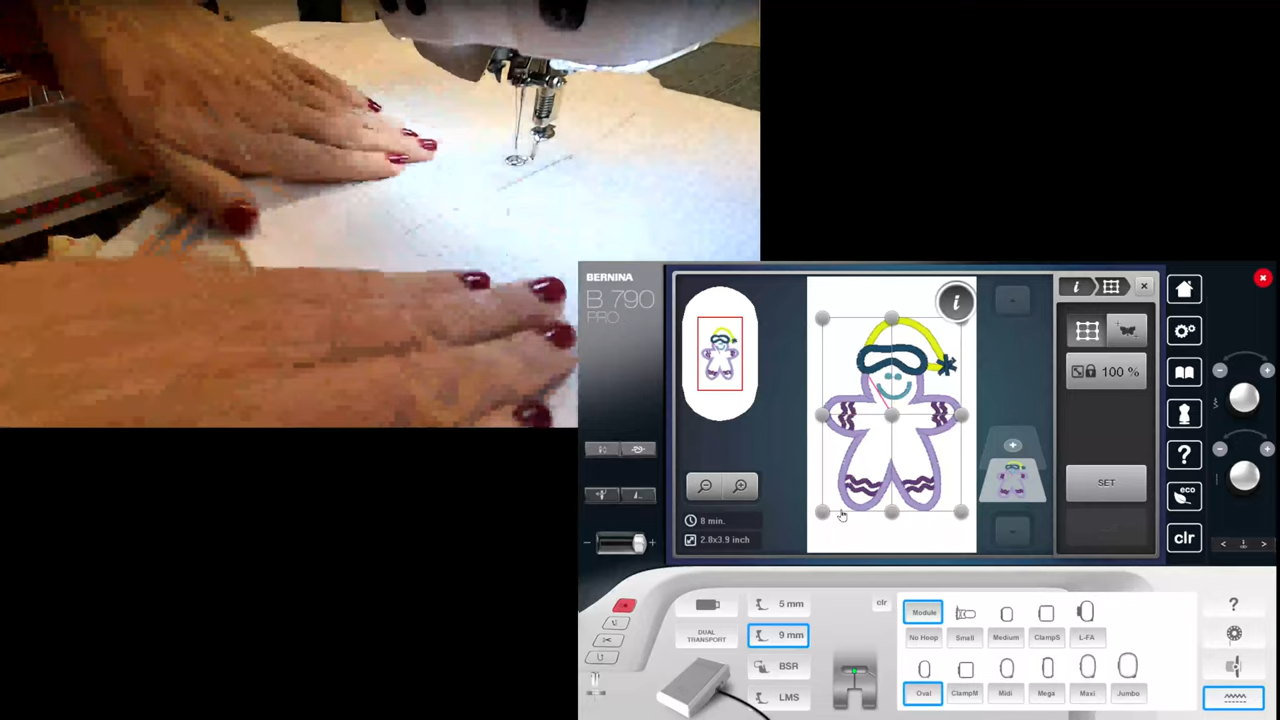 BERNINA
B 790
PRO
i
i
100 %
SET
8 min.
2.8x3.9 inch
?
eco
clr
5 mm
9 mm
BSR
LMS
DUAL
TRANSPORT
clr
Module
No Hoop
Small
Medium
ClampS
L-FA
Oval
ClampM
Midi
Mega
Maxi
Jumbo
?